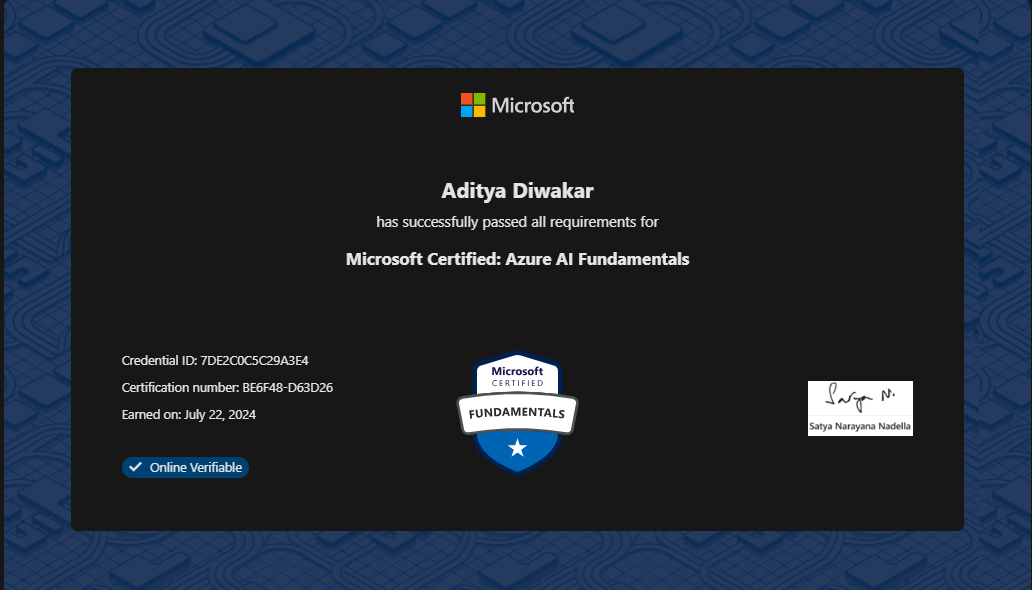 Microsoft
Aditya Diwakar
has successfully passed all requirements for
Microsoft Certified: Azure AI Fundamentals
Credential ID: 7DE2C0C5C29A3E4
Certification number: BE6F48-D63D26
Earned on: July 22, 2024
Online Verifiable
Microsoft
CERTIFIED
FUNDAMENTALS
Satya N.
Satya Narayana Nadella